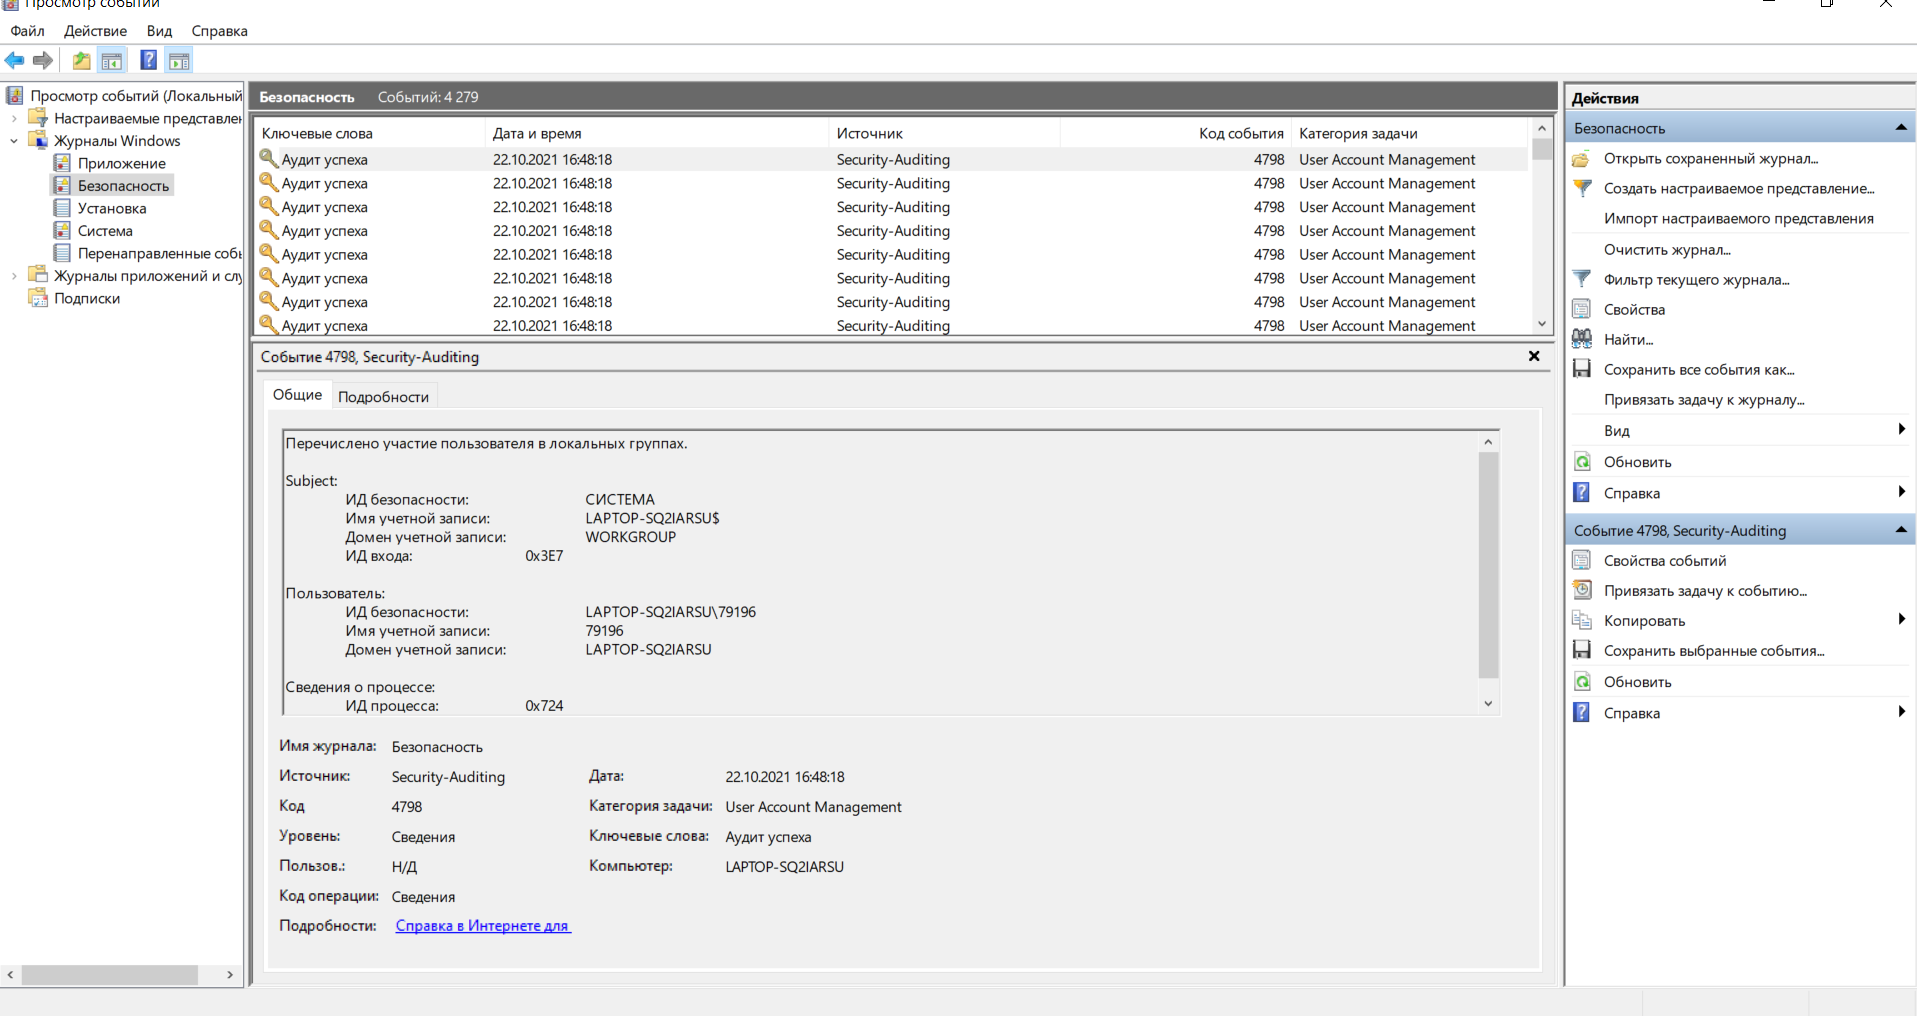 Просмотр событий
Файл Действие Вид Справка
Просмотр событий (Локальный
Настраиваемые представле
Журналы Windows
Приложение
Безопасность
Установка
Система
Перенаправленные соб
Журналы приложений и сл
Подписки
Безопасность Событий: 4 279
Ключевые слова Дата и время Источник Код события Категория задачи
Аудит успеха 22.10.2021 16:48:18 Security-Auditing 4798 User Account Management
Аудит успеха 22.10.2021 16:48:18 Security-Auditing 4798 User Account Management
Аудит успеха 22.10.2021 16:48:18 Security-Auditing 4798 User Account Management
Аудит успеха 22.10.2021 16:48:18 Security-Auditing 4798 User Account Management
Аудит успеха 22.10.2021 16:48:18 Security-Auditing 4798 User Account Management
Аудит успеха 22.10.2021 16:48:18 Security-Auditing 4798 User Account Management
Аудит успеха 22.10.2021 16:48:18 Security-Auditing 4798 User Account Management
Аудит успеха 22.10.2021 16:48:18 Security-Auditing 4798 User Account Management
Событие 4798, Security-Auditing
Общие Подробности
Перечислено участие пользователя в локальных группах.
Subject:
ИД безопасности: СИСТЕМА
Имя учетной записи: LAPTOP-SQ2IARSU$
Домен учетной записи: WORKGROUP
ИД входа: 0x3E7
Пользователь:
ИД безопасности: LAPTOP-SQ2IARSU\79196
Имя учетной записи: 79196
Домен учетной записи: LAPTOP-SQ2IARSU
Сведения о процессе:
ИД процесса: 0x724
Имя журнала: Безопасность
Источник: Security-Auditing Дата: 22.10.2021 16:48:18
Код 4798 Категория задачи: User Account Management
Уровень: Сведения Ключевые слова: Аудит успеха
Пользов.: Н/Д Компьютер: LAPTOP-SQ2IARSU
Код операции: Сведения
Подробности: Справка в Интернете для
Действия
Безопасность
Открыть сохраненный журнал...
Создать настраиваемое представление...
Импорт настраиваемого представления
Очистить журнал...
Фильтр текущего журнала...
Свойства
Найти...
Сохранить все события как...
Привязать задачу к журналу...
Вид
Обновить
Справка
Событие 4798, Security-Auditing
Свойства событий
Привязать задачу к событию...
Копировать
Сохранить выбранные события...
Обновить
Справка